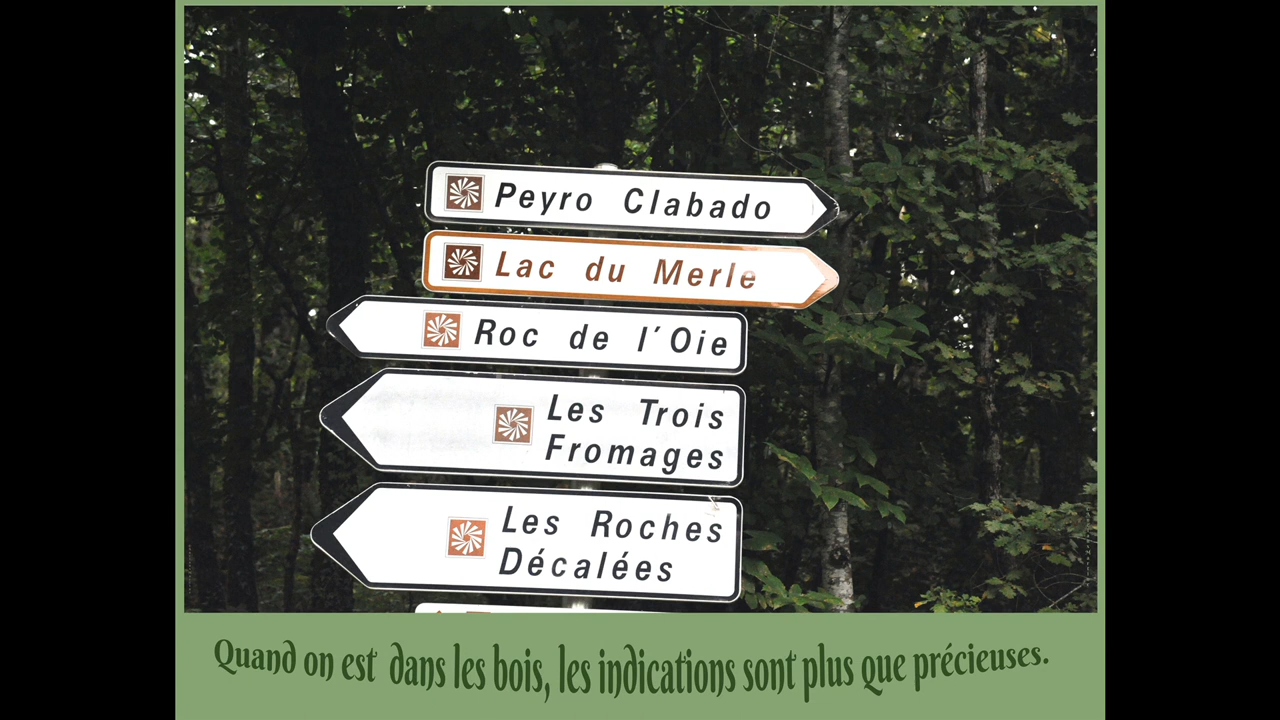 Peyro Clabado
Lac du Merle
Roc de l'Oie
Les Trois
Fromages
Les Roches
Décalées
Quand on est dans les bois, les indications sont plus que précieuses.